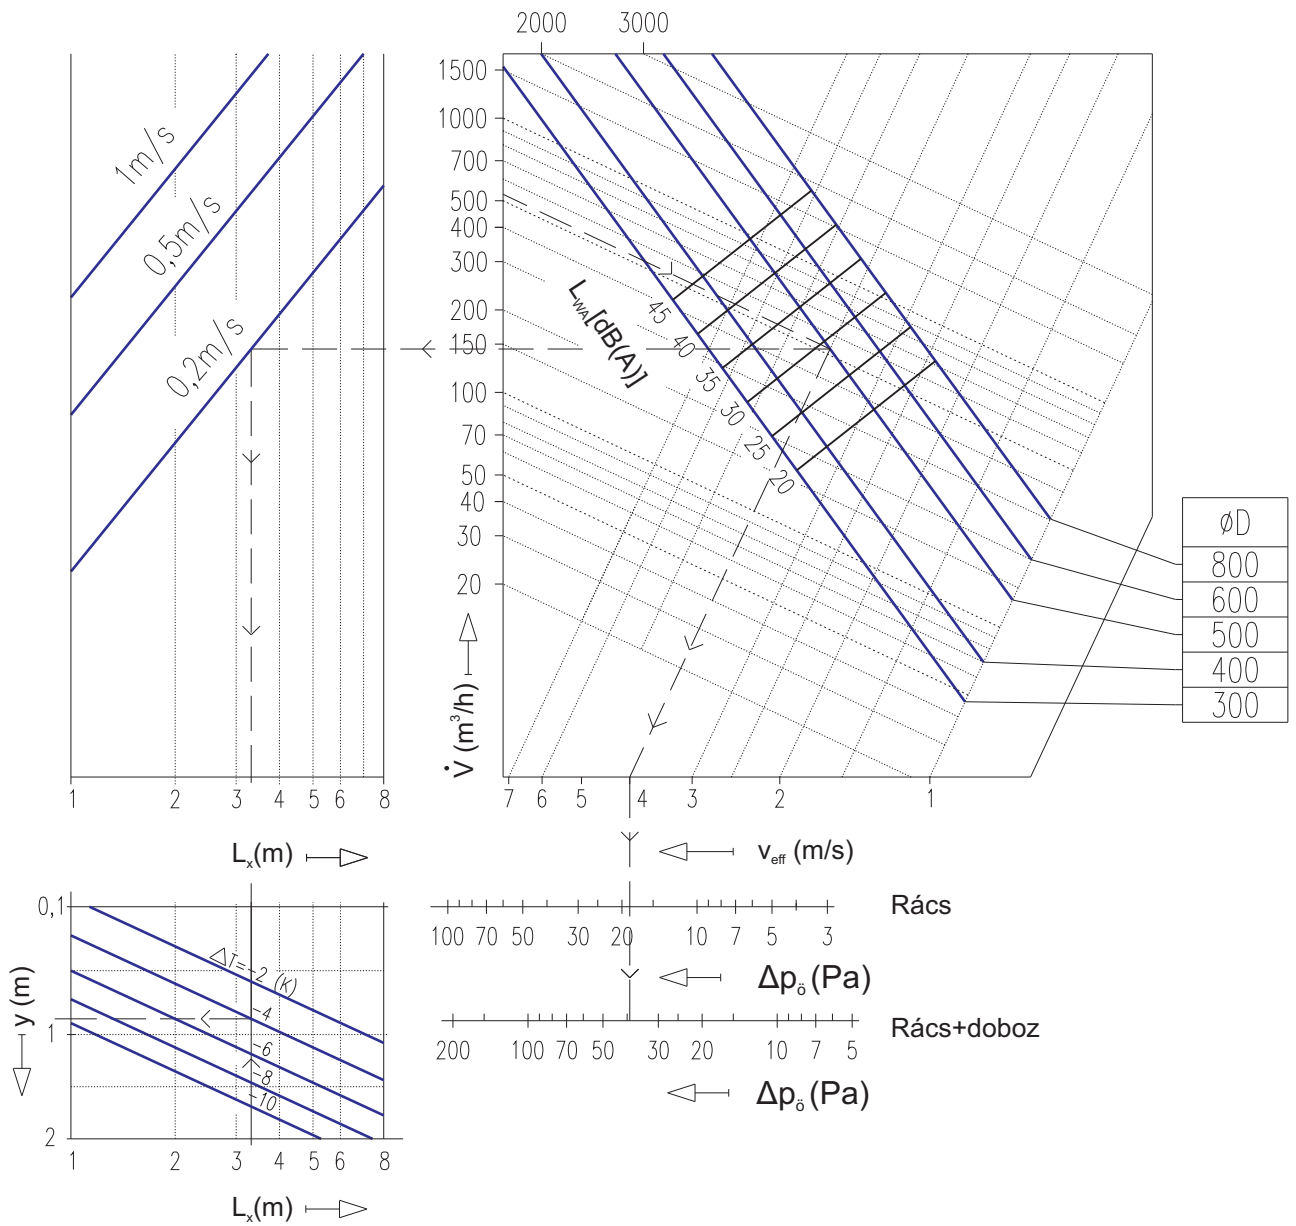 2000 3000
1500
1000
700
500
400
300
200
150
100
70
50
40
30
20
V̇ (m³/h)
1m/s
0,5m/s
0,2m/s
L_WA[dB(A)]
45
40
35
30
25
20
øD
800
600
500
400
300
1 2 3 4 5 6 8
Lₓ(m)
7 6 5 4 3 2 1
v_eff (m/s)
Rács
100 70 50 30 20 10 7 5 3
Δp_ö (Pa)
Rács+doboz
200 100 70 50 30 20 10 7 5
Δp_ö (Pa)
0,1
1
2
y (m)
△T=-2 (K)
-4
-6
-8
-10
1 2 3 4 5 6 8
Lₓ(m)